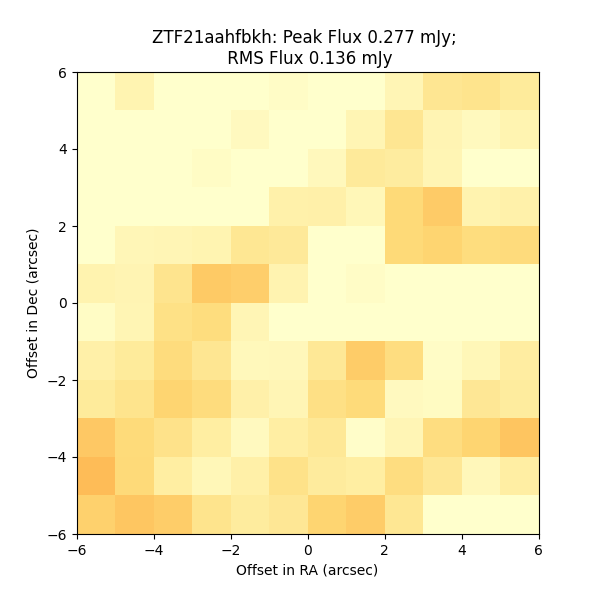 ZTF21aahfbkh: Peak Flux 0.277 mJy;
RMS Flux 0.136 mJy
6
4
2
0
−2
−4
−6
Offset in Dec (arcsec)
−6 −4 −2 0 2 4 6
Offset in RA (arcsec)